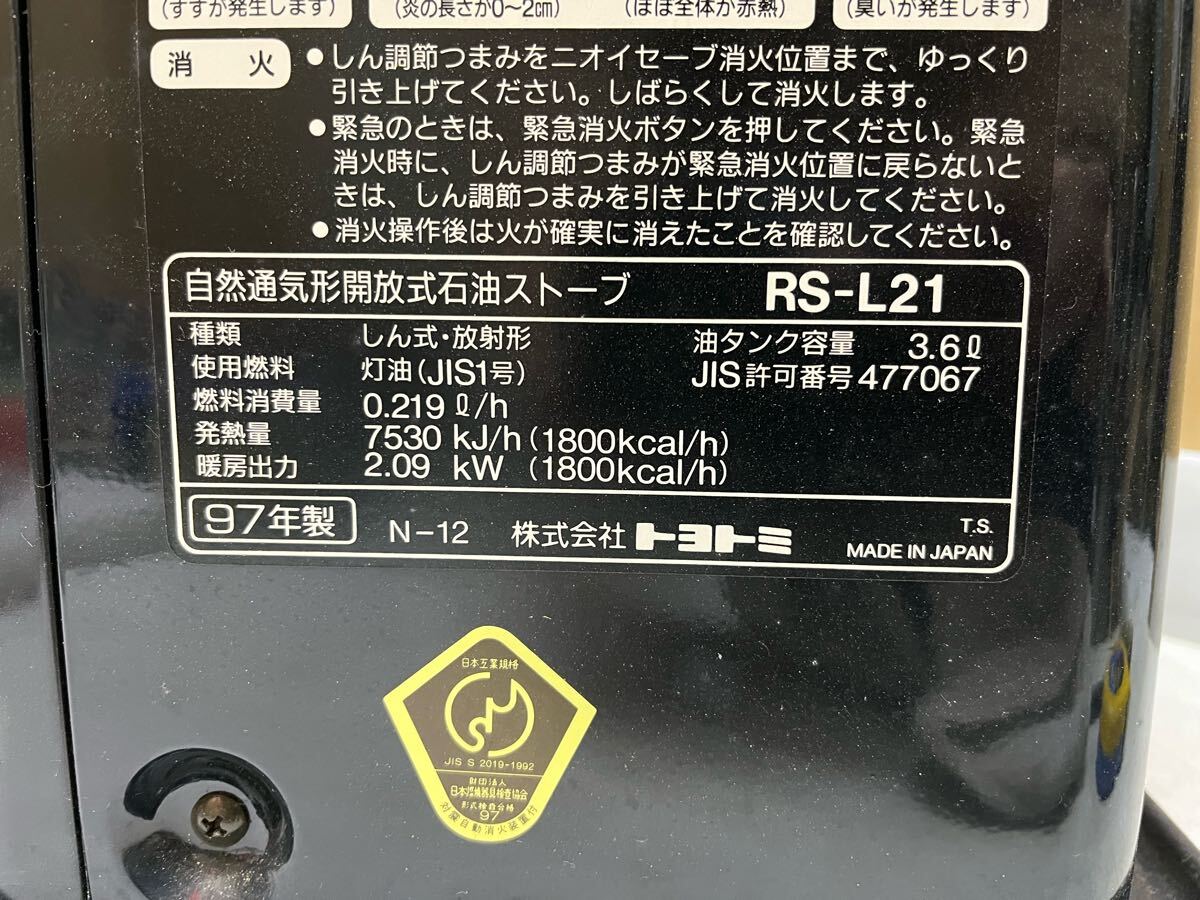 (すすが発生します) (炎の長さが0〜2cm) (ほぼ全体が赤熱) (臭いが発生します)
消 火 ●しん調節つまみをニオイセーブ消火位置まで、ゆっくり
引き上げてください。しばらくして消火します。
●緊急のときは、緊急消火ボタンを押してください。緊急
消火時に、しん調節つまみが緊急消火位置に戻らないと
きは、しん調節つまみを引き上げて消火してください。
●消火操作後は火が確実に消えたことを確認してください。
自然通気形開放式石油ストーブ RS-L21
種類 しん式・放射形 油タンク容量 3.6ℓ
使用燃料 灯油(JIS1号) JIS許可番号 477067
燃料消費量 0.219ℓ/h
発熱量 7530 kJ/h (1800kcal/h)
暖房出力 2.09 kW (1800kcal/h)
97年製 N-12 株式会社 トヨトミ T.S.
MADE IN JAPAN
日本工業規格
JIS S 2019-1992
財団法人
日本燃焼器具検査協会
形式検査合格
97
対震自動消火装置付